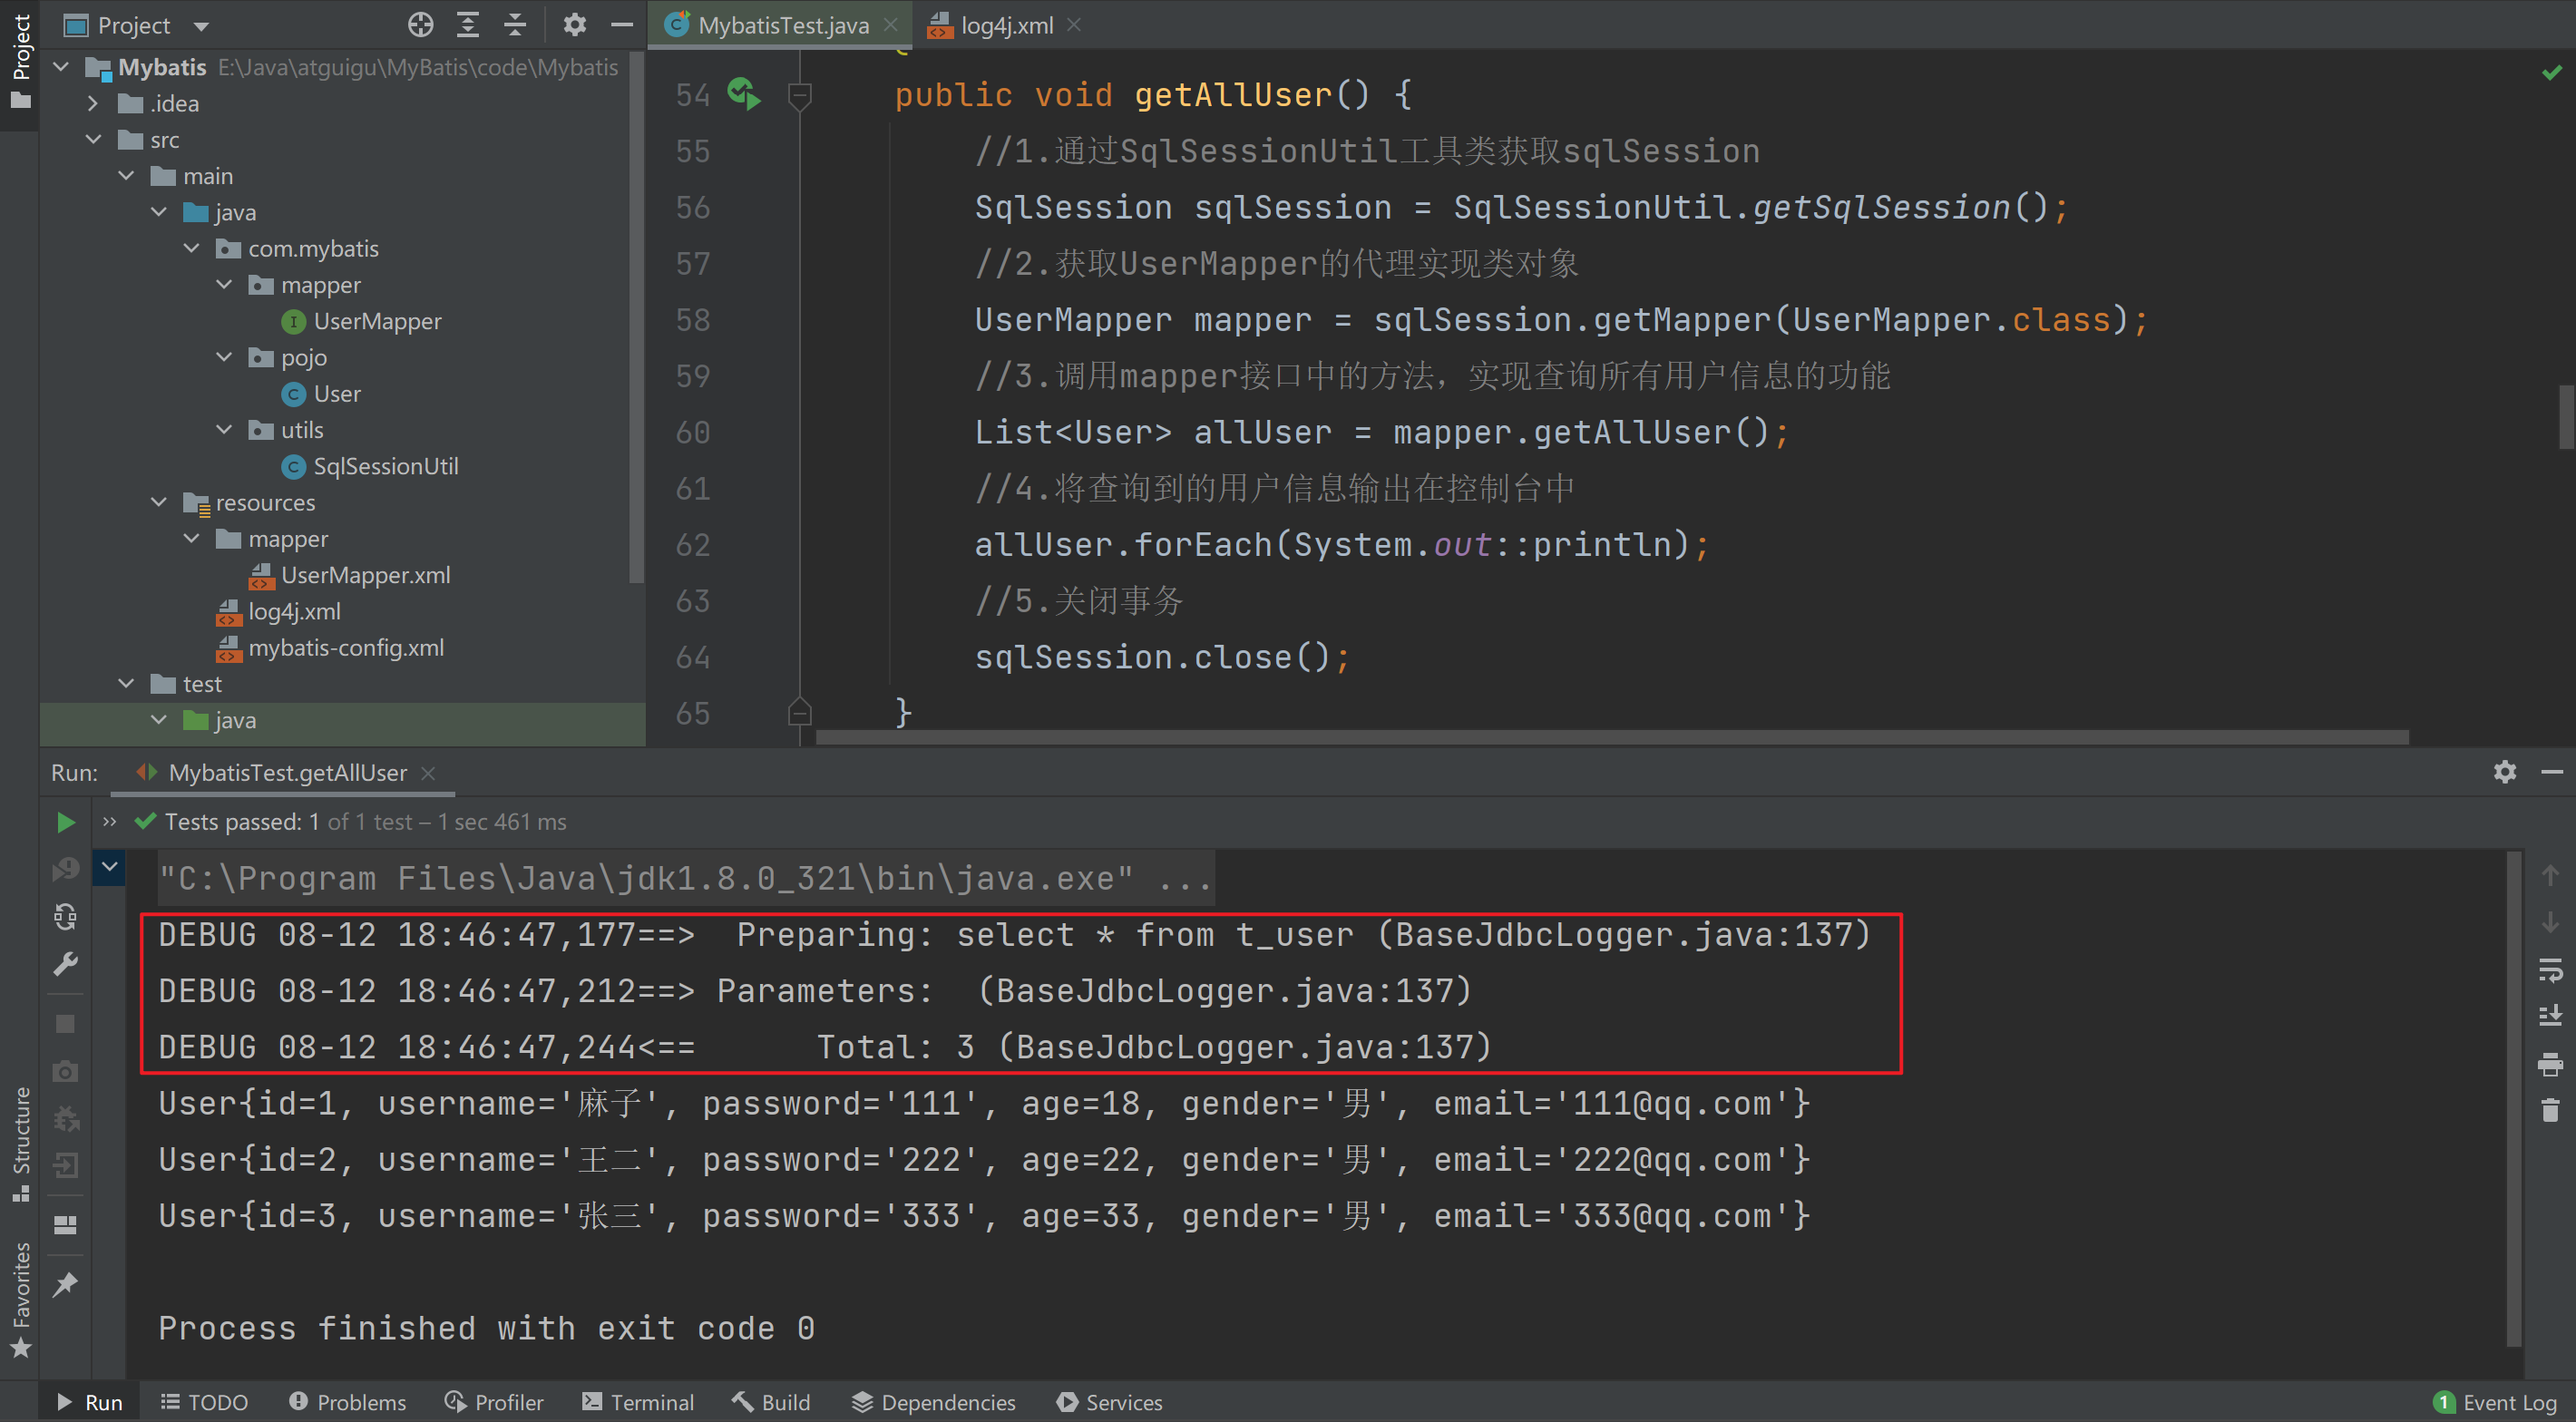 Project
MybatisTest.java
log4j.xml
Project
Mybatis E:\Java\atguigu\MyBatis\code\Mybatis
.idea
src
main
java
com.mybatis
mapper
UserMapper
pojo
User
utils
SqlSessionUtil
resources
mapper
UserMapper.xml
log4j.xml
mybatis-config.xml
test
java
54 public void getAllUser() {
55 //1.通过SqlSessionUtil工具类获取sqlSession
56 SqlSession sqlSession = SqlSessionUtil.getSqlSession();
57 //2.获取UserMapper的代理实现类对象
58 UserMapper mapper = sqlSession.getMapper(UserMapper.class);
59 //3.调用mapper接口中的方法，实现查询所有用户信息的功能
60 List<User> allUser = mapper.getAllUser();
61 //4.将查询到的用户信息输出在控制台中
62 allUser.forEach(System.out::println);
63 //5.关闭事务
64 sqlSession.close();
65 }
Run: MybatisTest.getAllUser
Tests passed: 1 of 1 test – 1 sec 461 ms
"C:\Program Files\Java\jdk1.8.0_321\bin\java.exe" ...
DEBUG 08-12 18:46:47,177==>  Preparing: select * from t_user (BaseJdbcLogger.java:137)
DEBUG 08-12 18:46:47,212==> Parameters:  (BaseJdbcLogger.java:137)
DEBUG 08-12 18:46:47,244<==      Total: 3 (BaseJdbcLogger.java:137)
User{id=1, username='麻子', password='111', age=18, gender='男', email='111@qq.com'}
User{id=2, username='王二', password='222', age=22, gender='男', email='222@qq.com'}
User{id=3, username='张三', password='333', age=33, gender='男', email='333@qq.com'}
Process finished with exit code 0
Structure
Favorites
Run
TODO
Problems
Profiler
Terminal
Build
Dependencies
Services
1 Event Log